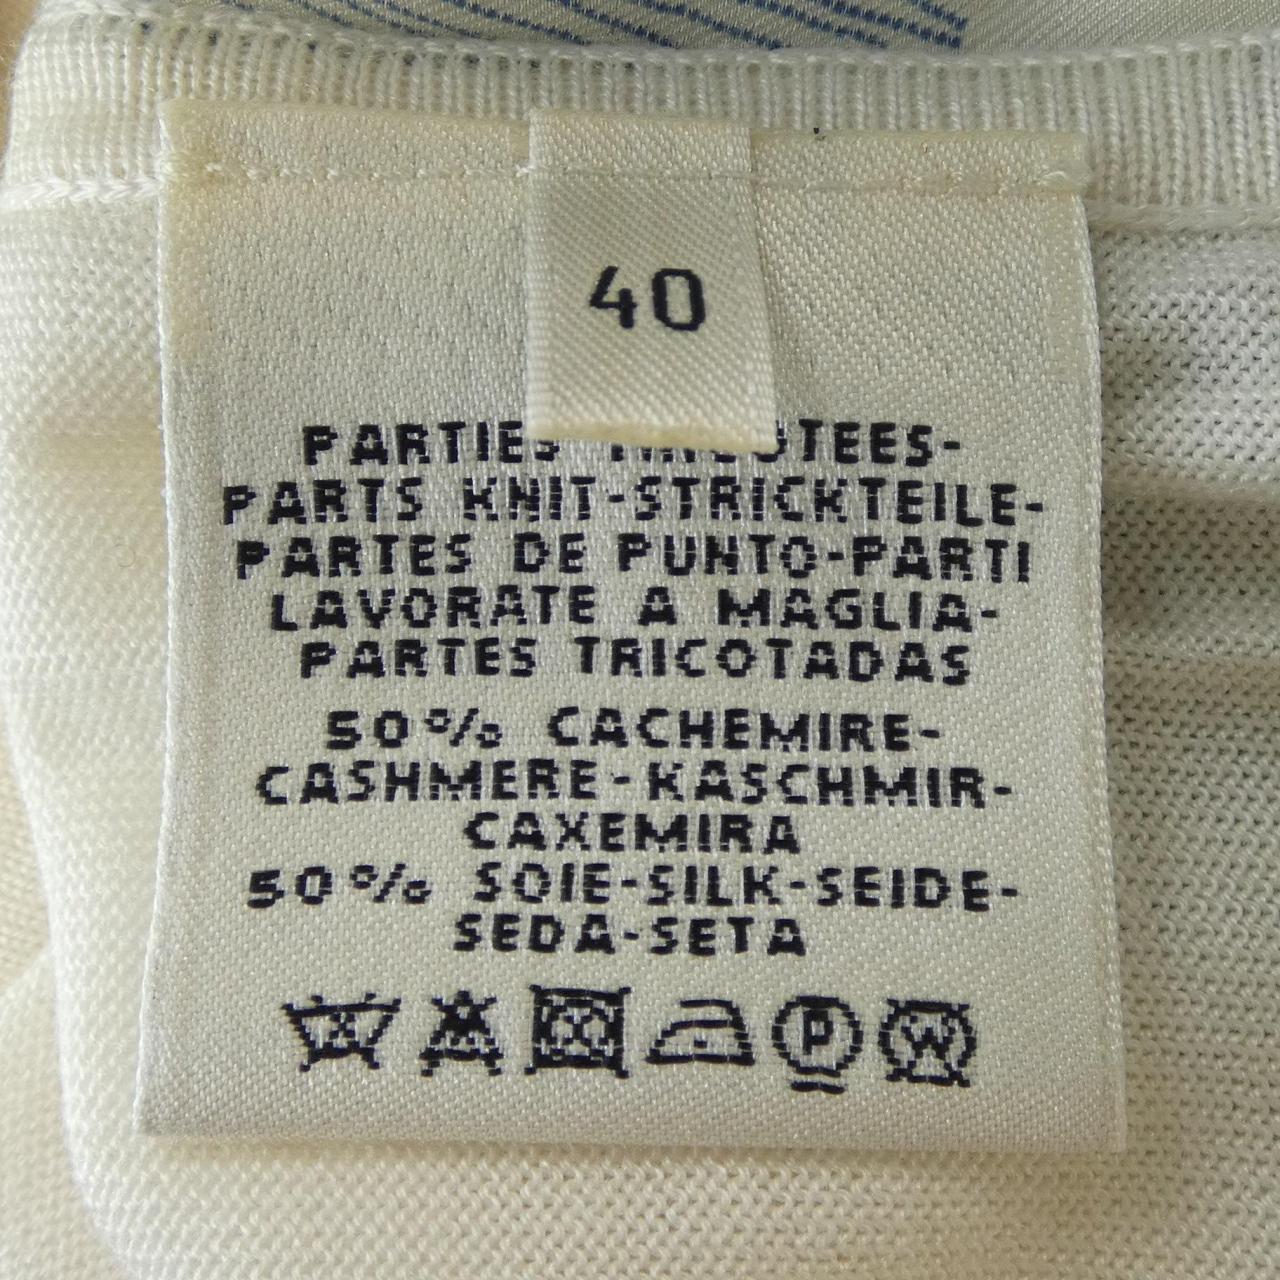 40
PARTIES TRICOTEES-
PARTS KNIT-STRICKTEILE-
PARTES DE PUNTO-PARTI
LAVORATE A MAGLIA-
PARTES TRICOTADAS
50% CACHEMIRE-
CASHMERE-KASCHMIR-
CAXEMIRA
50% SOIE-SILK-SEIDE-
SEDA-SETA
P W